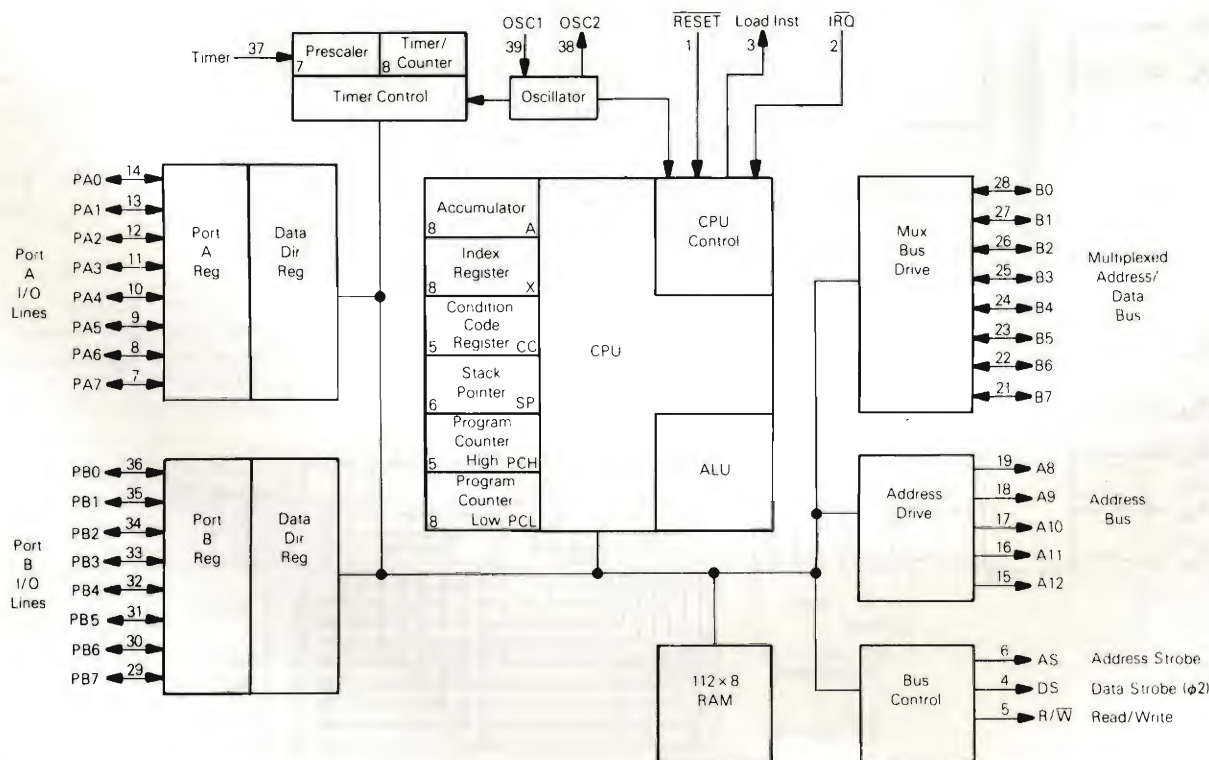 OSC1 OSC2 RESET Load Inst IRQ
39 38 1 3 2
Timer 37
Prescaler
7
Timer/
Counter
8
Timer Control
Oscillator
Port
A
I/O
Lines
PA0 14
PA1 13
PA2 12
PA3 11
PA4 10
PA5 9
PA6 8
PA7 7
Port
A
Reg
Data
Dir
Reg
Accumulator
8 A
Index
Register
8 X
Condition
Code
Register
5 CC
Stack
Pointer
6 SP
Program
Counter
High
5 PCH
Program
Counter
Low
8 PCL
CPU
CPU
Control
ALU
Mux
Bus
Drive
28 B0
27 B1
26 B2
25 B3
24 B4
23 B5
22 B6
21 B7
Multiplexed
Address/
Data
Bus
Port
B
I/O
Lines
PB0 36
PB1 35
PB2 34
PB3 33
PB4 32
PB5 31
PB6 30
PB7 29
Port
B
Reg
Data
Dir
Reg
Address
Drive
19 A8
18 A9
17 A10
16 A11
15 A12
Address
Bus
112×8
RAM
Bus
Control
6 AS Address Strobe
4 DS Data Strobe (ϕ2)
5 R/W Read/Write